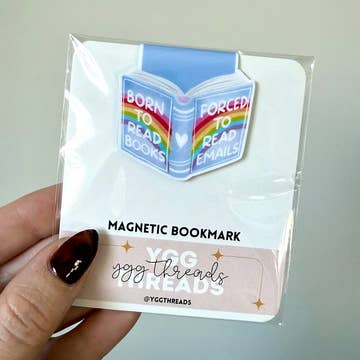 BORN
TO
READ
BOOKS
FORCED
TO
READ
EMAILS
MAGNETIC BOOKMARK
YGG
ygg threads
THREADS
@YGGTHREADS